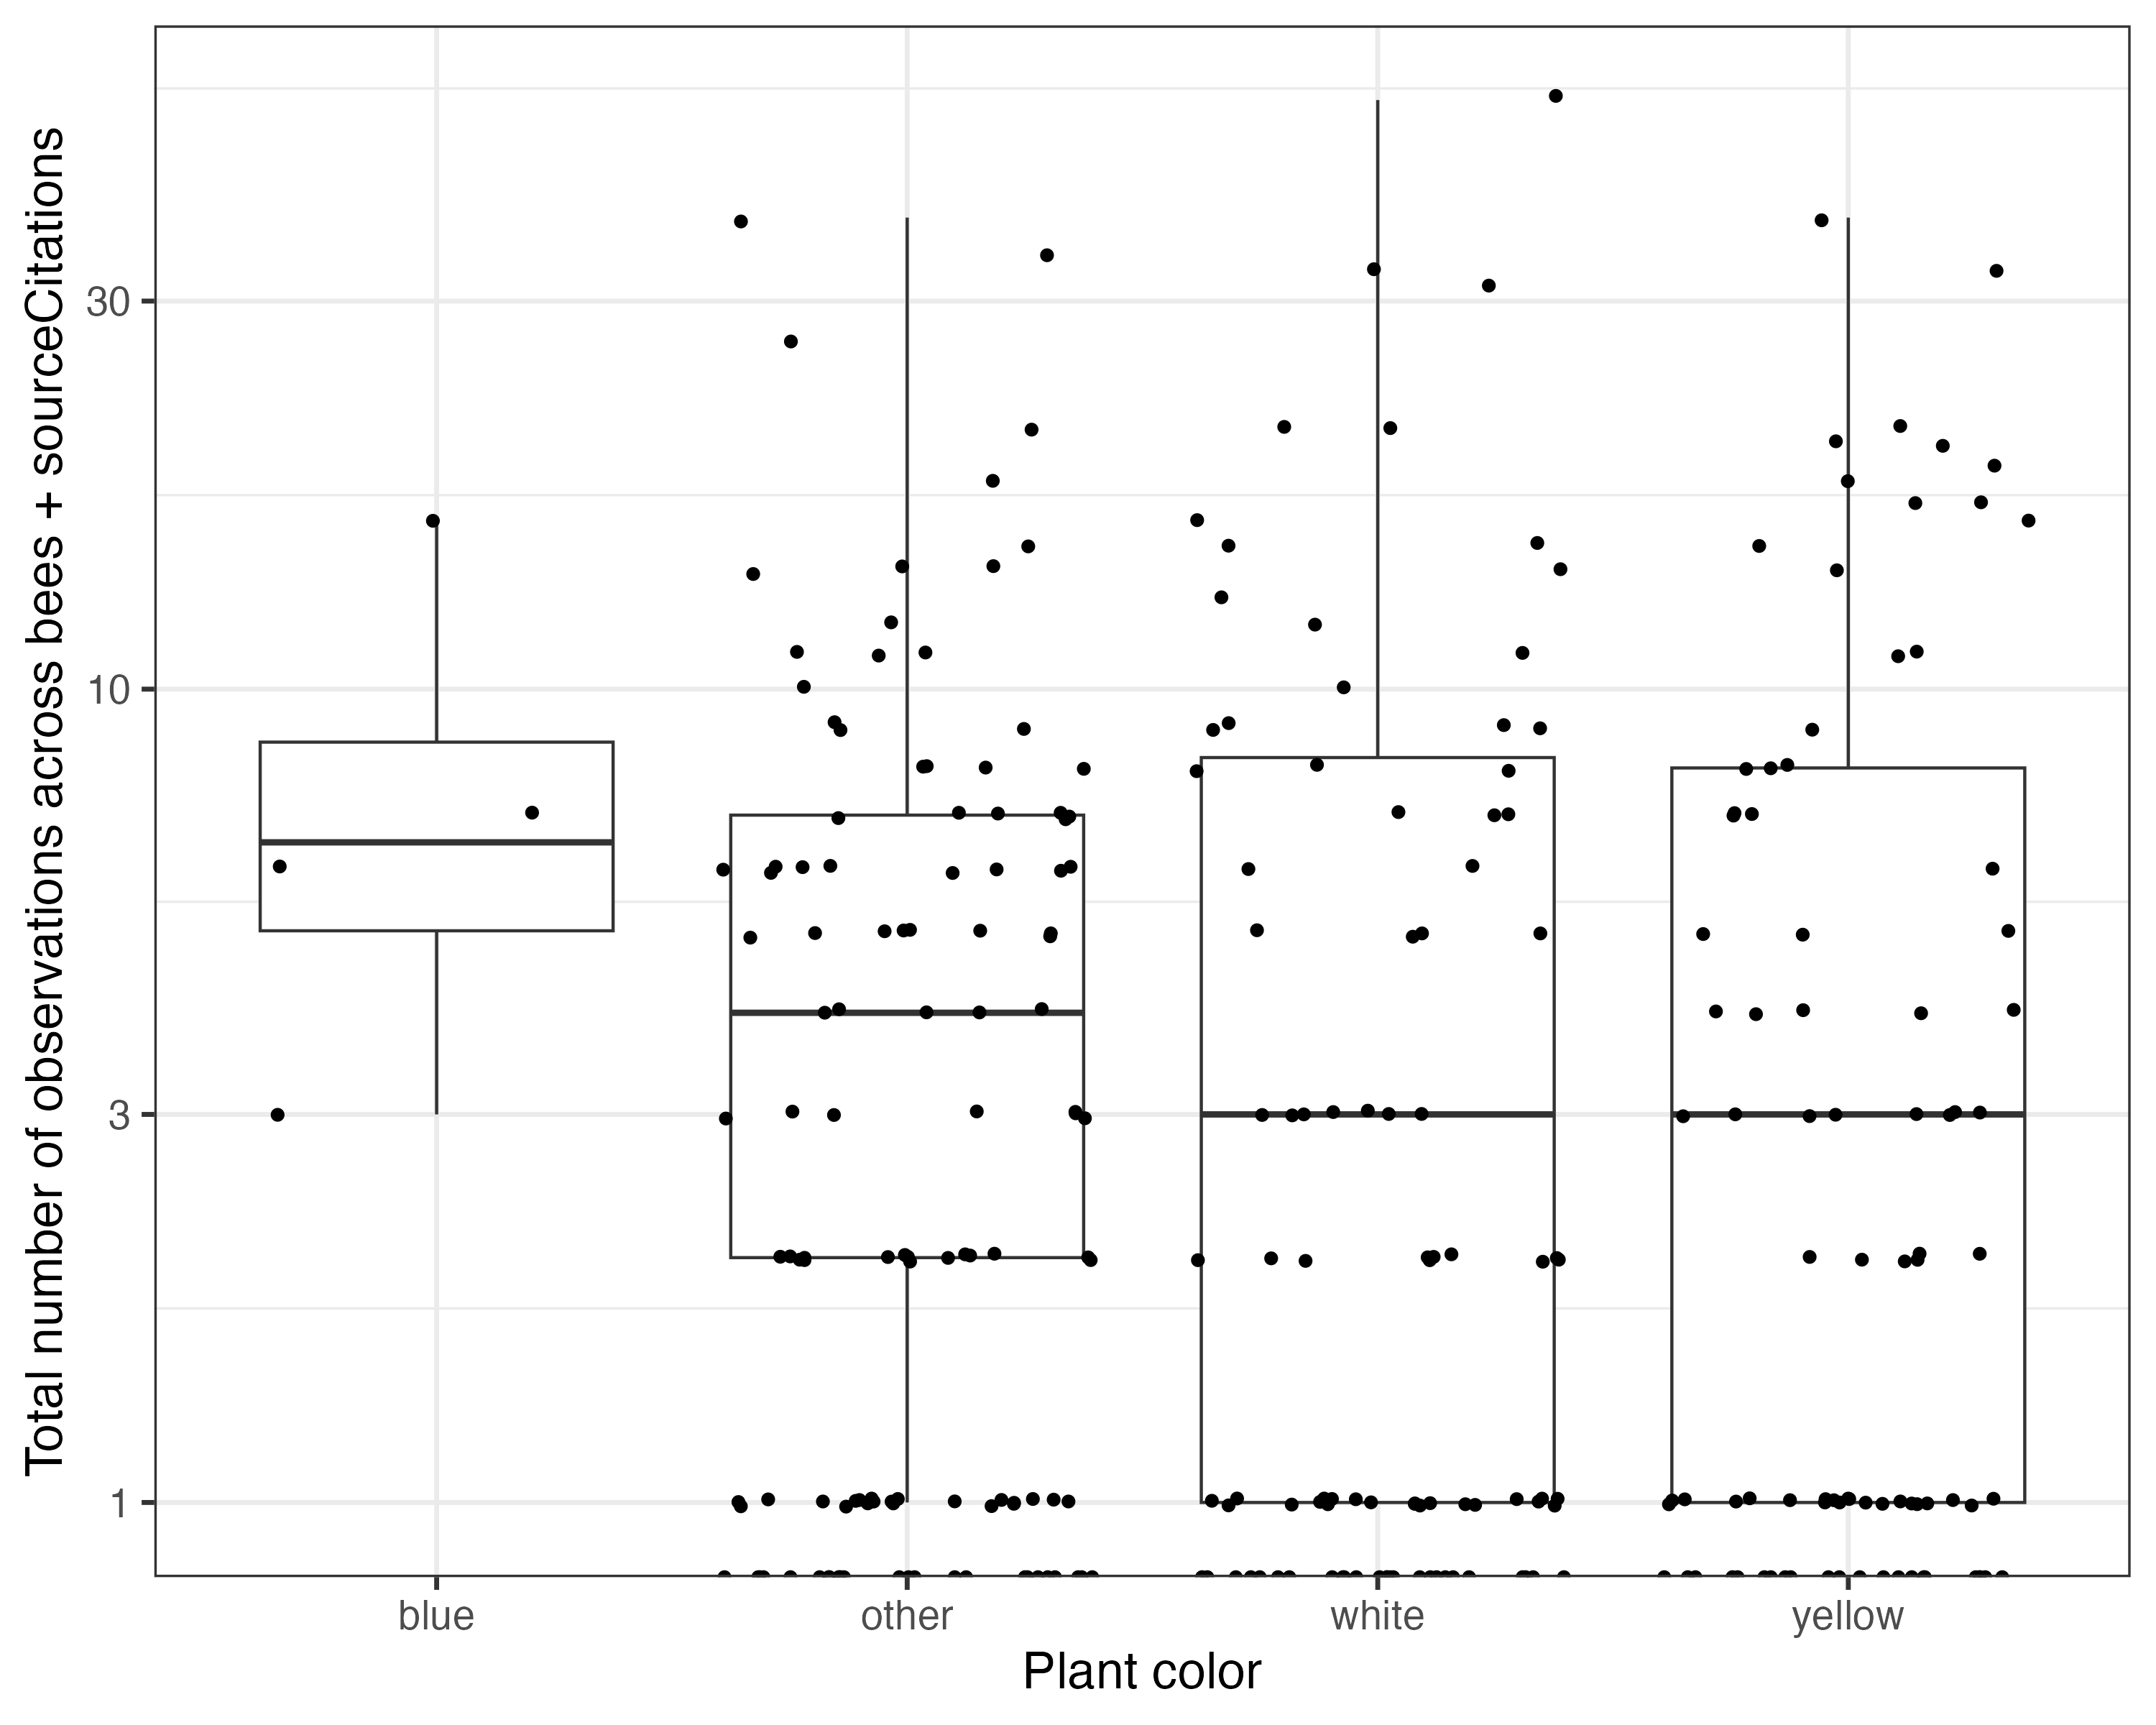 Total number of observations across bees + sourceCitations
30
10
3
1
blue
other
white
yellow
Plant color